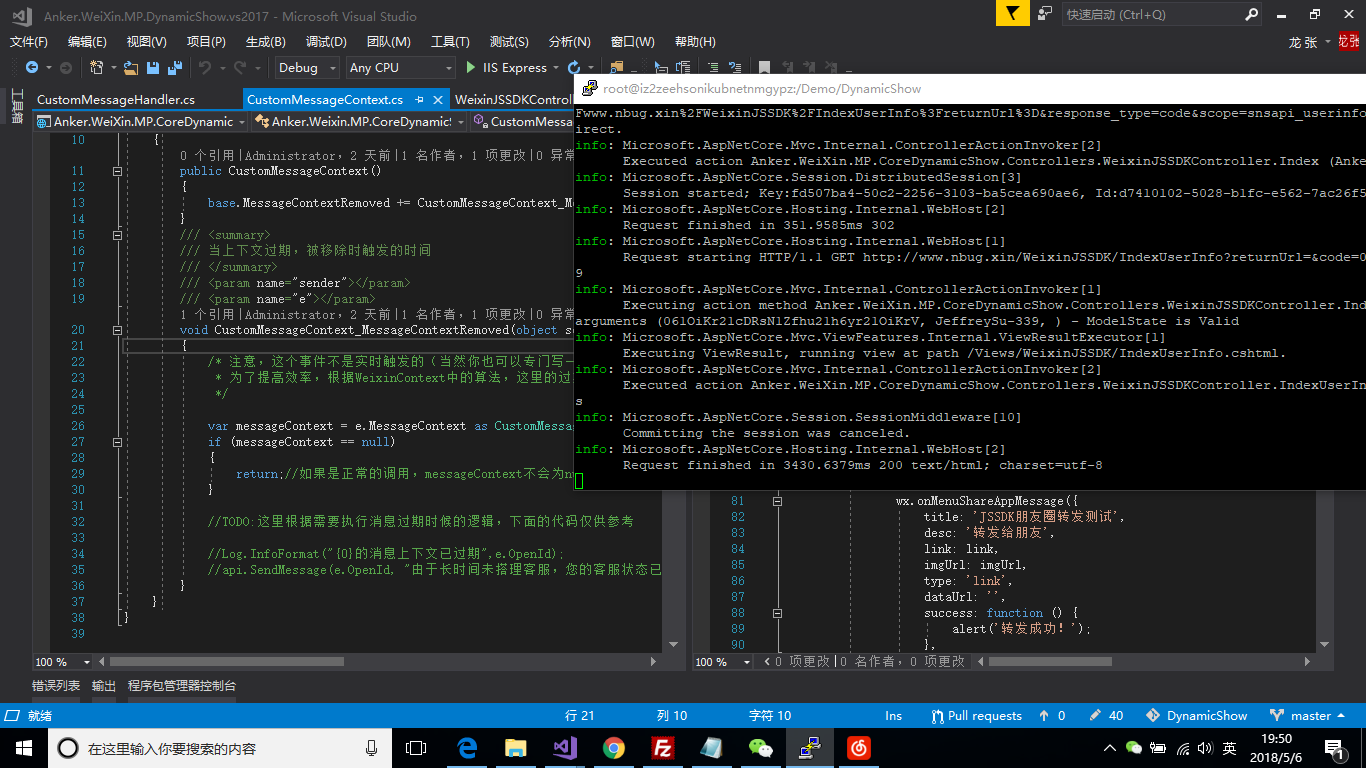 Anker.WeiXin.MP.DynamicShow.vs2017 - Microsoft Visual Studio
快速启动 (Ctrl+Q)
文件(F) 编辑(E) 视图(V) 项目(P) 生成(B) 调试(D) 团队(M) 工具(T) 测试(S) 分析(N) 窗口(W) 帮助(H)
龙 张 龙张
Debug Any CPU IIS Express
工具箱
CustomMessageHandler.cs CustomMessageContext.cs WeixinJSSDKControl
Anker.WeiXin.MP.CoreDynamic Anker.Weixin.MP.CoreDynamicS CustomMessa
10 {
0 个引用|Administrator, 2 天前|1 名作者, 1 项更改|0 异常
11 public CustomMessageContext()
12 {
13 base.MessageContextRemoved += CustomMessageContext_M
14 }
15 /// <summary>
16 /// 当上下文过期，被移除时触发的时间
17 /// </summary>
18 /// <param name="sender"></param>
19 /// <param name="e"></param>
1 个引用|Administrator, 2 天前|1 名作者, 1 项更改|0 异常
20 void CustomMessageContext_MessageContextRemoved(object s
21 {
22 /* 注意，这个事件不是实时触发的（当然你也可以专门写一
23 * 为了提高效率，根据WeixinContext中的算法，这里的过
24 */
25
26 var messageContext = e.MessageContext as CustomMessa
27 if (messageContext == null)
28 {
29 return;//如果是正常的调用，messageContext不会为nu
30 }
31
32 //TODO:这里根据需要执行消息过期时候的逻辑，下面的代码仅供参考
33
34 //Log.InfoFormat("{0}的消息上下文已过期",e.OpenId);
35 //api.SendMessage(e.OpenId, "由于长时间未搭理客服，您的客服状态已
36 }
37 }
38 }
39
100 %
root@iz2zeehsonikubnetnmgypz:/Demo/DynamicShow
Fwww.nbug.xin%2FWeixinJSSDK%2FIndexUserInfo%3FreturnUrl%3D&response_type=code&scope=snsapi_userinfo
irect.
info: Microsoft.AspNetCore.Mvc.Internal.ControllerActionInvoker[2]
Executed action Anker.WeiXin.MP.CoreDynamicShow.Controllers.WeixinJSSDKController.Index (Anke
info: Microsoft.AspNetCore.Session.DistributedSession[3]
Session started; Key:fd507ba4-50c2-2256-3103-ba5cea690ae6, Id:d7410102-5028-b1fc-e562-7ac26f5
info: Microsoft.AspNetCore.Hosting.Internal.WebHost[2]
Request finished in 351.9585ms 302
info: Microsoft.AspNetCore.Hosting.Internal.WebHost[1]
Request starting HTTP/1.1 GET http://www.nbug.xin/WeixinJSSDK/IndexUserInfo?returnUrl=&code=0
9
info: Microsoft.AspNetCore.Mvc.Internal.ControllerActionInvoker[1]
Executing action method Anker.WeiXin.MP.CoreDynamicShow.Controllers.WeixinJSSDKController.Ind
arguments (061OiKr21cDRsN1Zfhu21h6yr21OiKrV, JeffreySu-339, ) - ModelState is Valid
info: Microsoft.AspNetCore.Mvc.ViewFeatures.Internal.ViewResultExecutor[1]
Executing ViewResult, running view at path /Views/WeixinJSSDK/IndexUserInfo.cshtml.
info: Microsoft.AspNetCore.Mvc.Internal.ControllerActionInvoker[2]
Executed action Anker.WeiXin.MP.CoreDynamicShow.Controllers.WeixinJSSDKController.IndexUserIn
s
info: Microsoft.AspNetCore.Session.SessionMiddleware[10]
Committing the session was canceled.
info: Microsoft.AspNetCore.Hosting.Internal.WebHost[2]
Request finished in 3430.6379ms 200 text/html; charset=utf-8
81 wx.onMenuShareAppMessage({
82 title: 'JSSDK朋友圈转发测试',
83 desc: '转发给朋友',
84 link: link,
85 imgUrl: imgUrl,
86 type: 'link',
87 dataUrl: '',
88 success: function () {
89 alert('转发成功！');
90 },
100 % 0 项更改|0 名作者, 0 项更改
错误列表 输出 程序包管理器控制台
就绪 行 21 列 10 字符 10 Ins Pull requests 0 40 DynamicShow master
在这里输入你要搜索的内容
英 19:50
2018/5/6
1